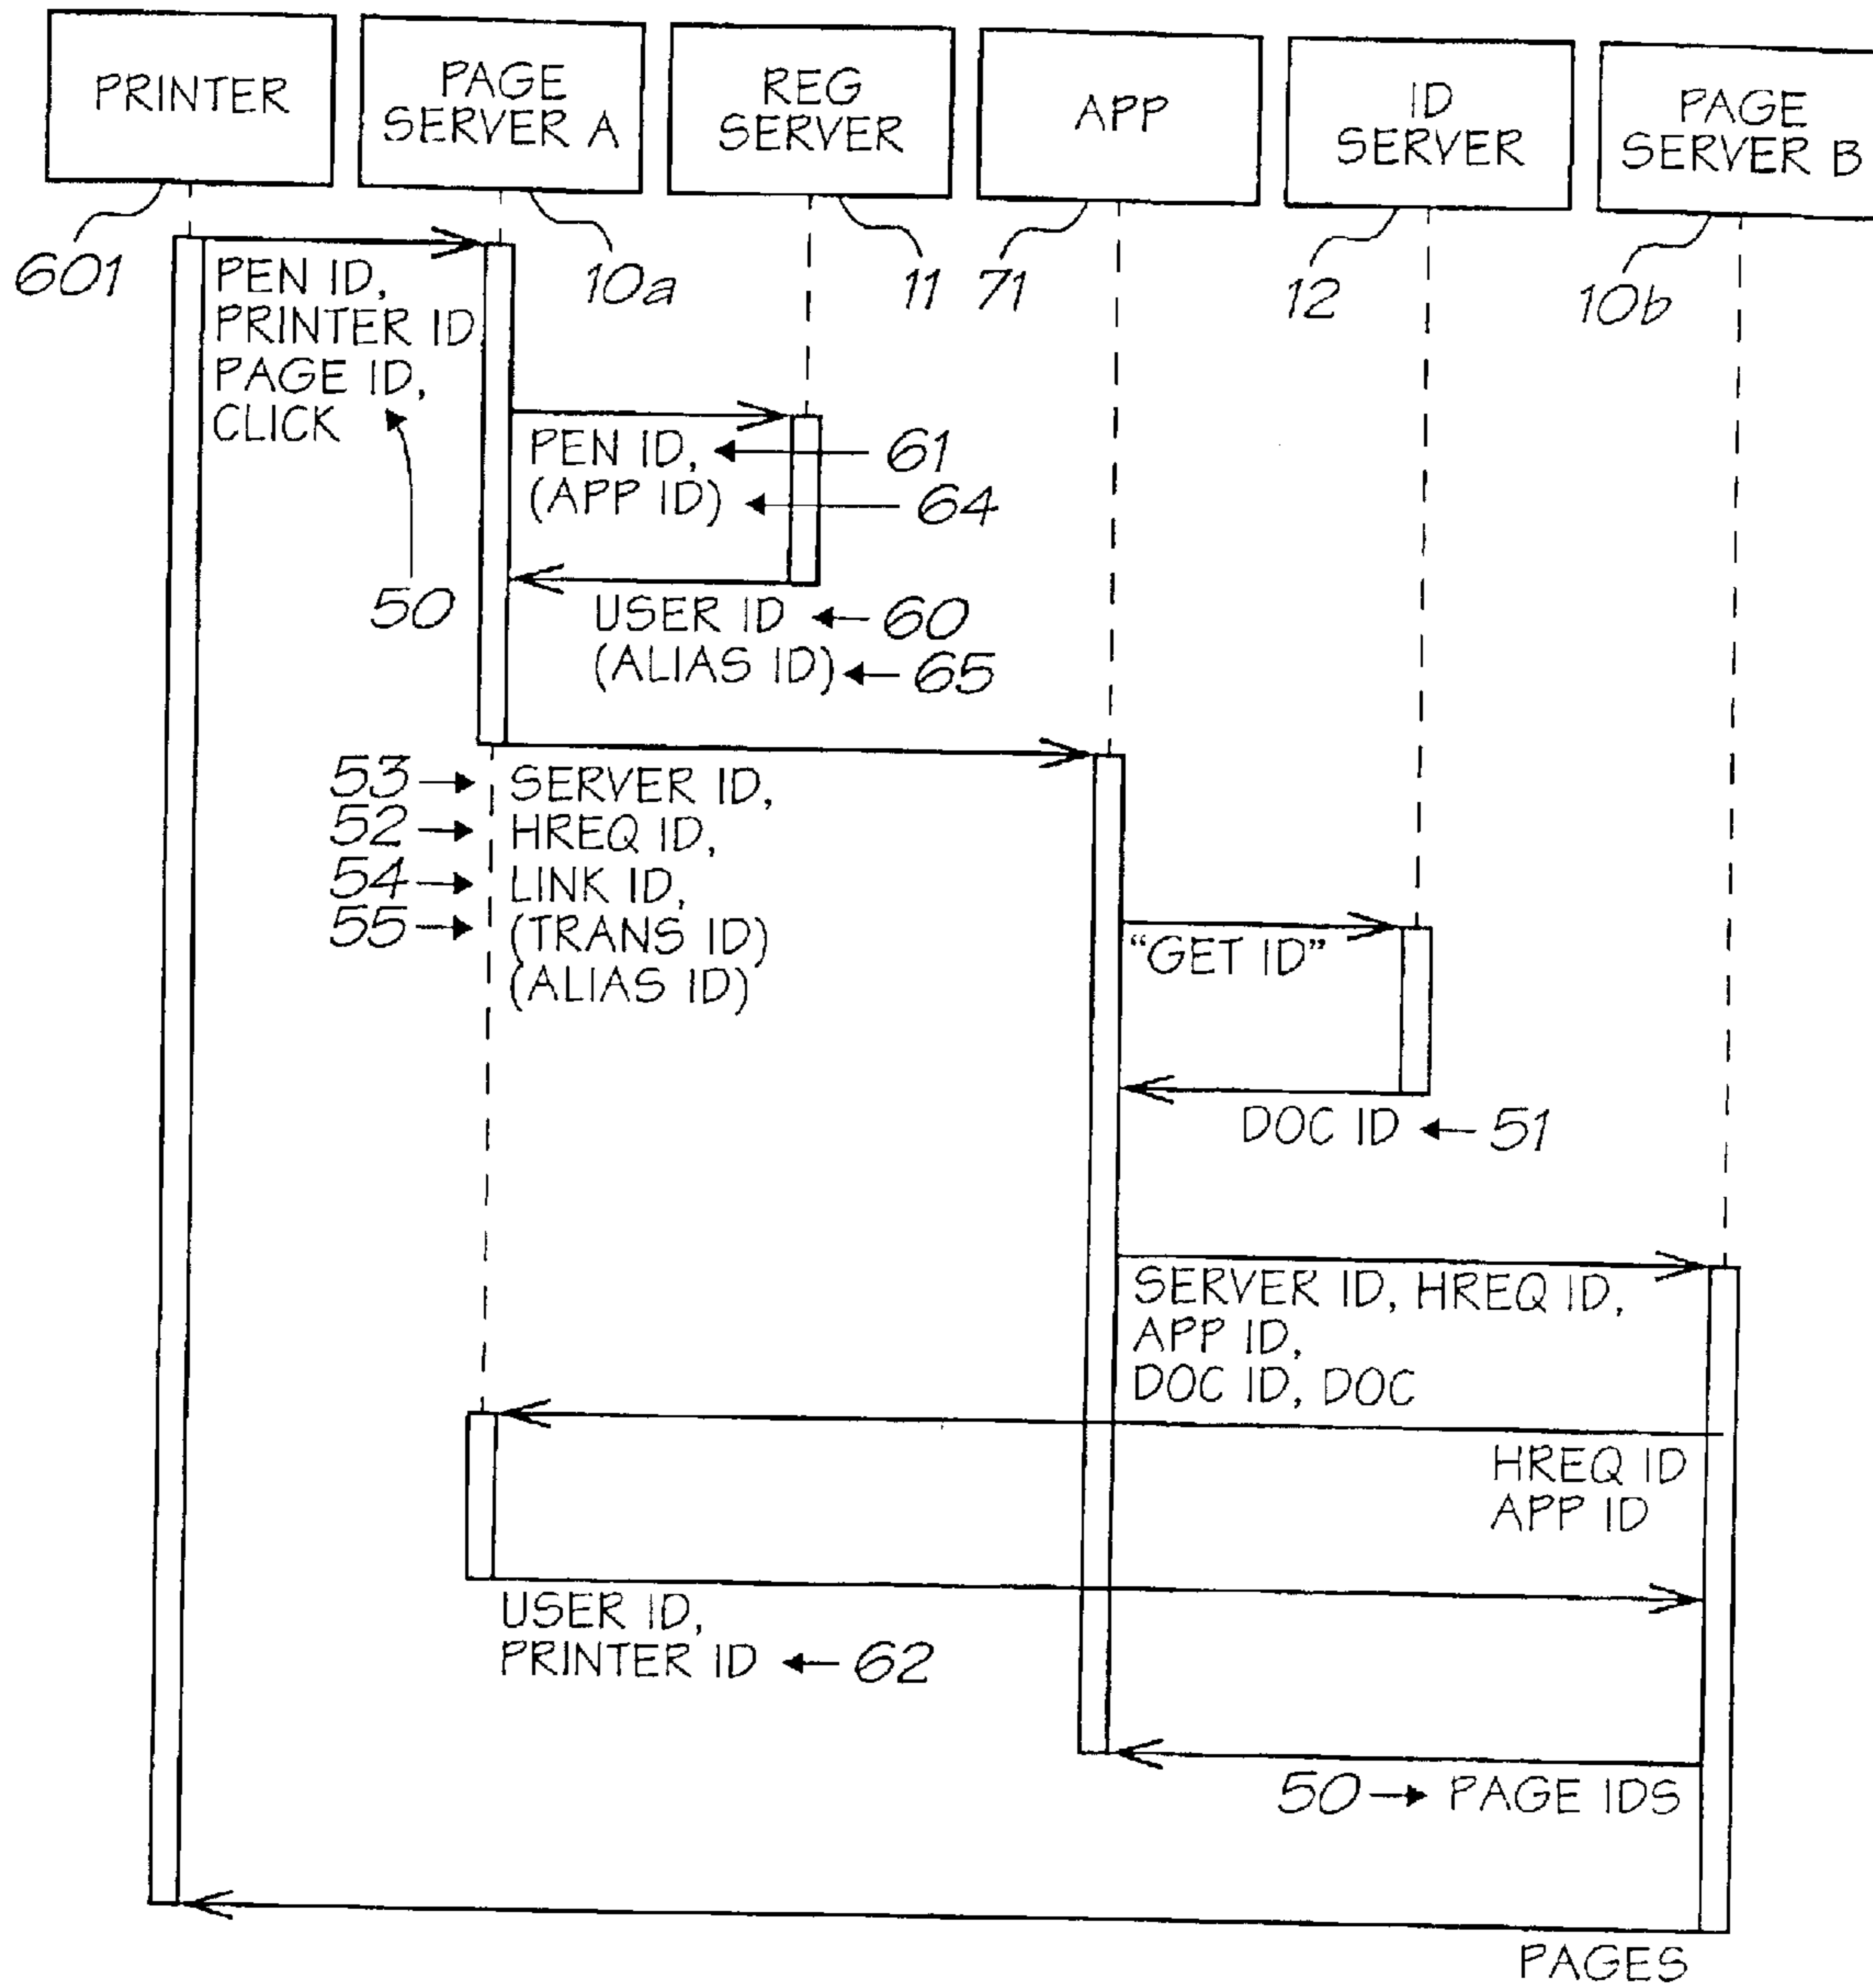 PRINTER
PAGE
SERVER A
REG
SERVER
APP
ID
SERVER
PAGE
SERVER B
601
10a
11
71
12
10b
PEN ID,
PRINTER ID
PAGE ID,
CLICK
50
PEN ID,
61
(APP ID)
64
USER ID
60
(ALIAS ID)
65
53
SERVER ID,
52
HREQ ID,
54
LINK ID,
55
(TRANS ID)
(ALIAS ID)
"GET ID"
DOC ID
51
SERVER ID, HREQ ID,
APP ID,
DOC ID, DOC
HREQ ID
APP ID
USER ID,
PRINTER ID
62
50
PAGE IDS
PAGES